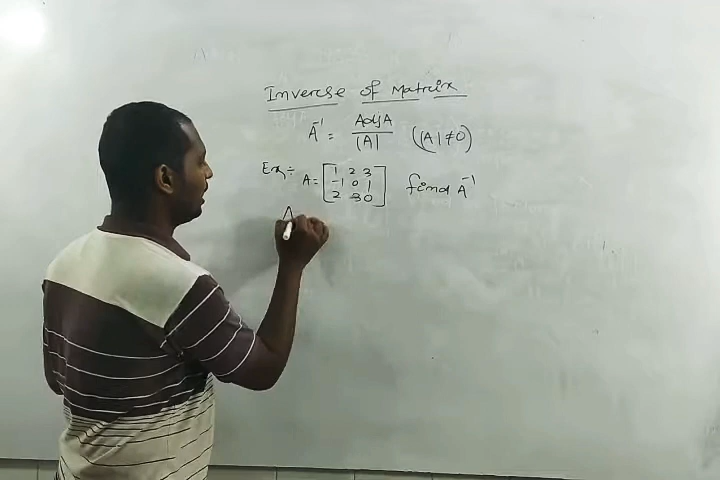 Inverse of Matrix
A⁻¹ = AdjA / |A| (|A| ≠ 0)
Ex÷ A = [1 2 3
-1 0 1
2 -3 0] find A⁻¹
A